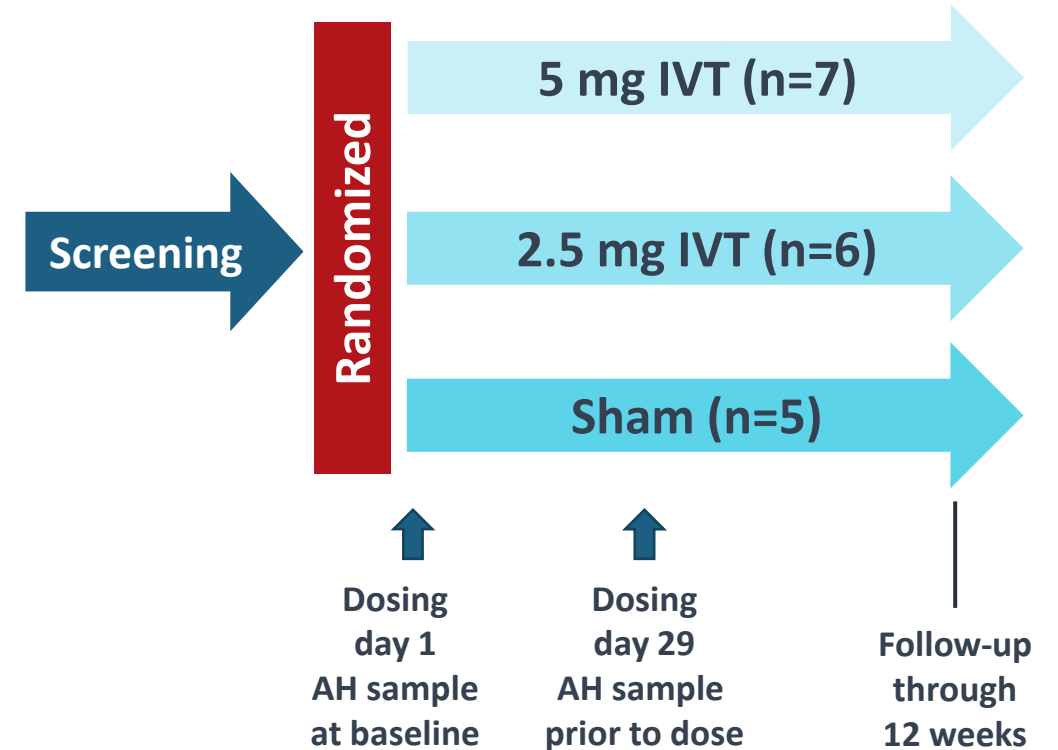 5 mg IVT (n=7)
Screening
Randomized
2.5 mg IVT (n=6)
Sham (n=5)
Dosing
day 1
AH sample
at baseline
Dosing
day 29
AH sample
prior to dose
Follow-up
through
12 weeks